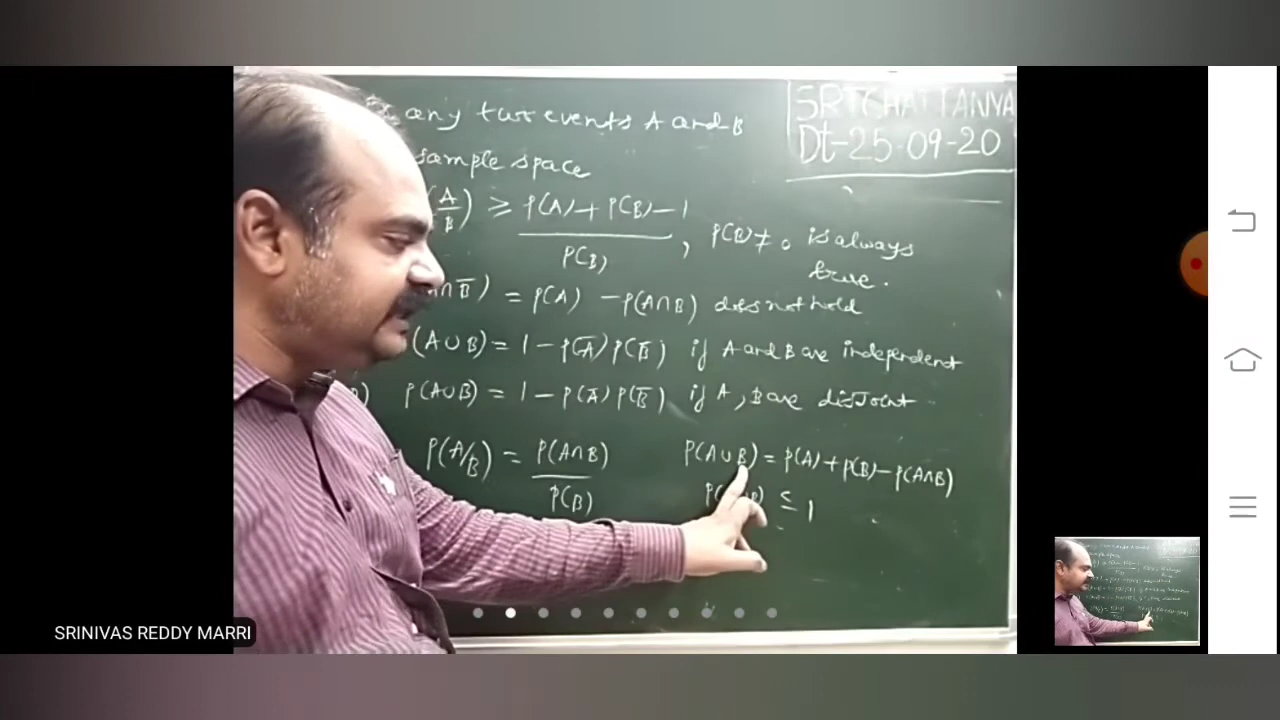 any two events A and B
SRI CHAITANYA
Dt-25-09-20
sample space
(A/B) ≥ P(A)+P(B)-1 / P(B) , P(B) ≠ 0 is always
true.
∩B̅) = P(A) - P(A∩B) does not hold
(A∪B) = 1 - P(A̅)P(B̅) if A and B are independent
) P(A∪B) = 1 - P(A̅)P(B̅) if A, B are disjoint
P(A/B) = P(A∩B) / P(B)
P(A∪B) = P(A)+P(B)-P(A∩B)
≤ 1
SRINIVAS REDDY MARRI